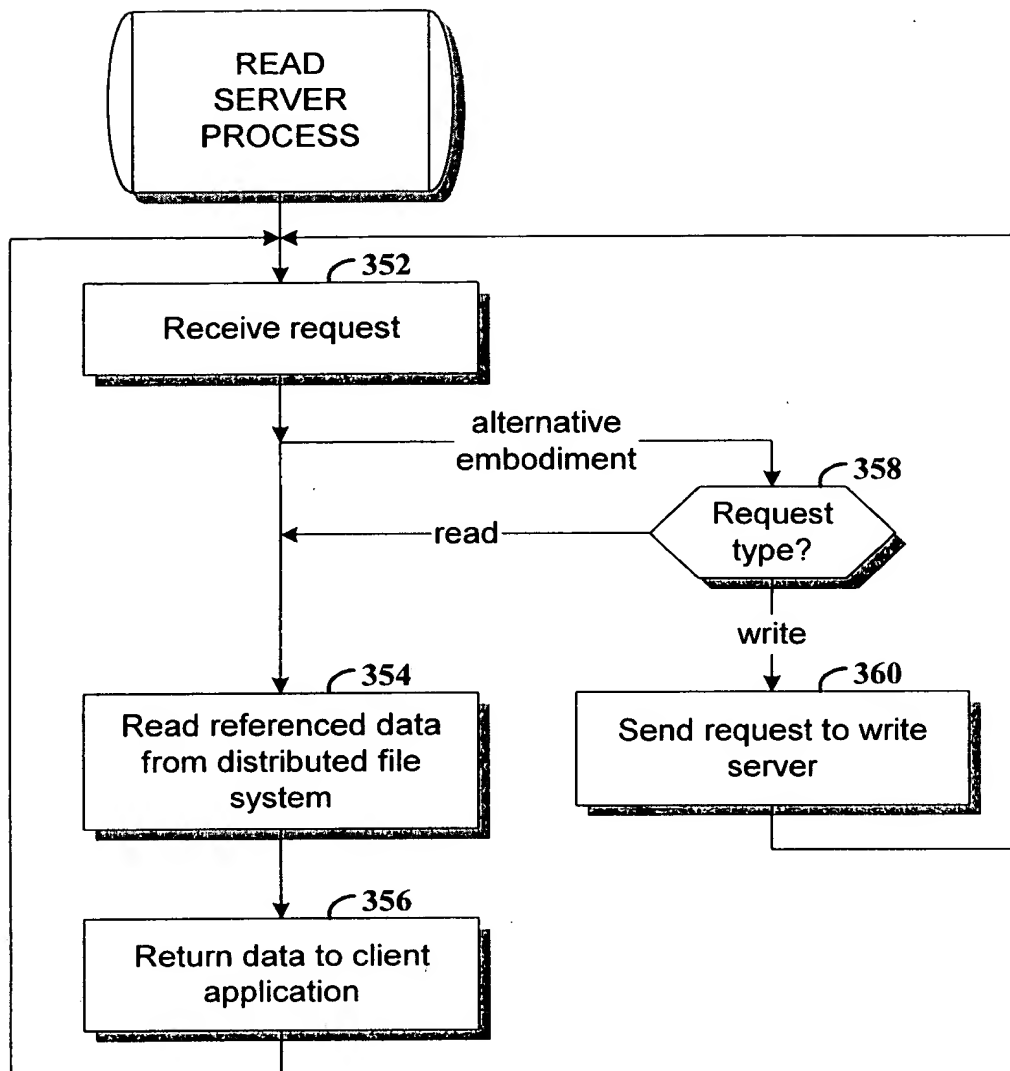 READ
SERVER
PROCESS
352
Receive request
alternative
embodiment
358
Request
type?
read
write
354
Read referenced data
from distributed file
system
360
Send request to write
server
356
Return data to client
application